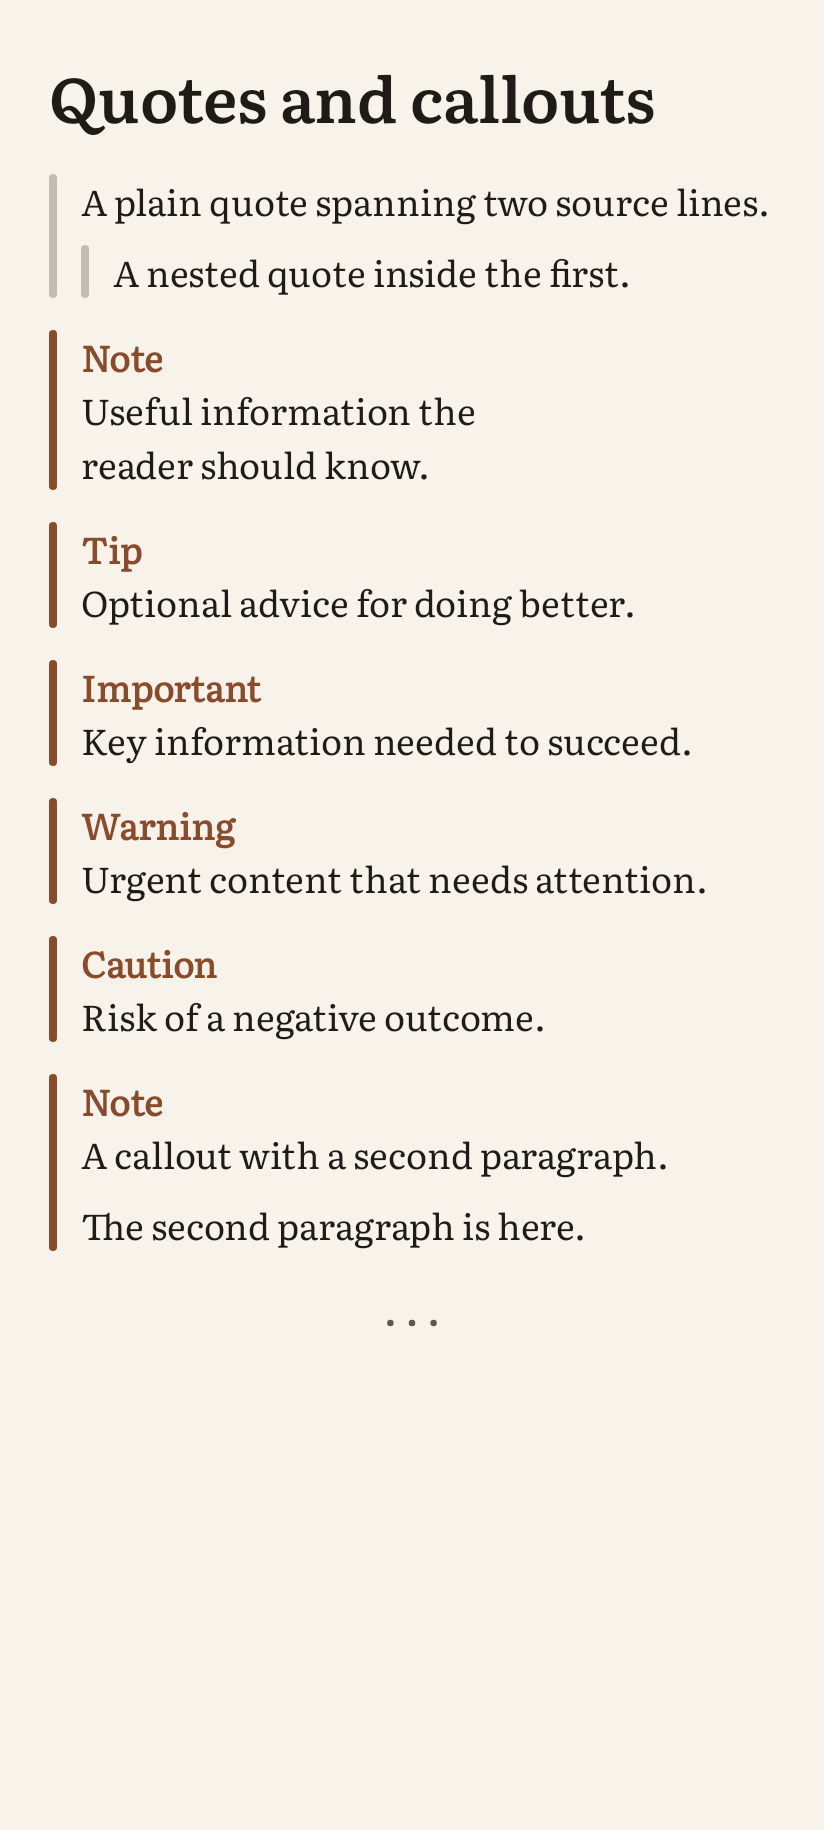 Quotes and callouts
A plain quote spanning two source lines.
A nested quote inside the first.
Note
Useful information the
reader should know.
Tip
Optional advice for doing better.
Important
Key information needed to succeed.
Warning
Urgent content that needs attention.
Caution
Risk of a negative outcome.
Note
A callout with a second paragraph.
The second paragraph is here.
. . .